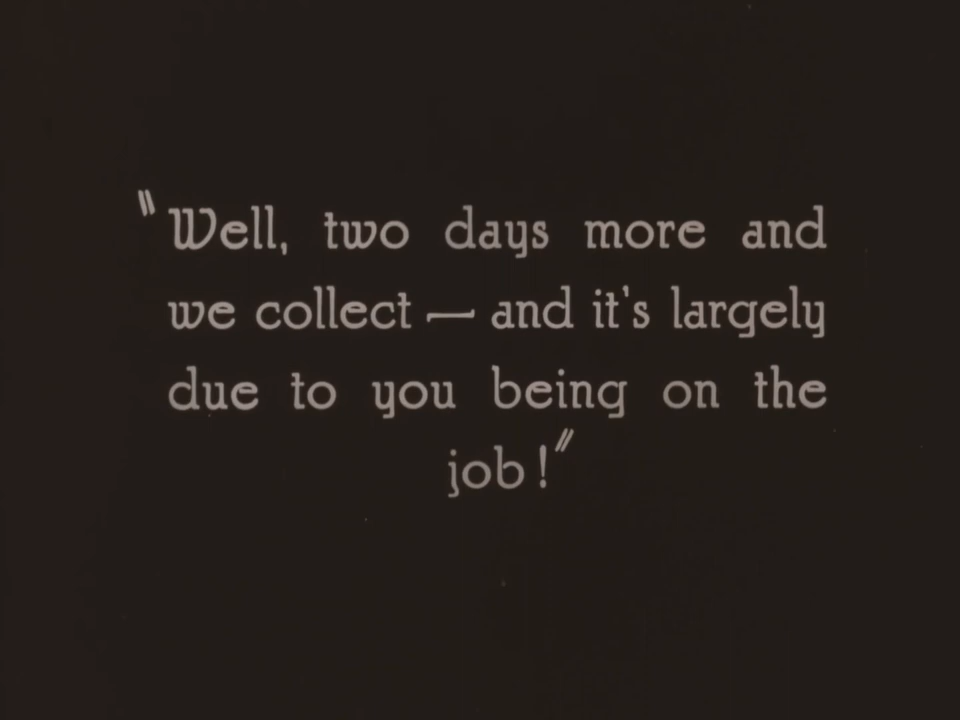 "Well, two days more and
we collect — and it's largely
due to you being on the
job!"